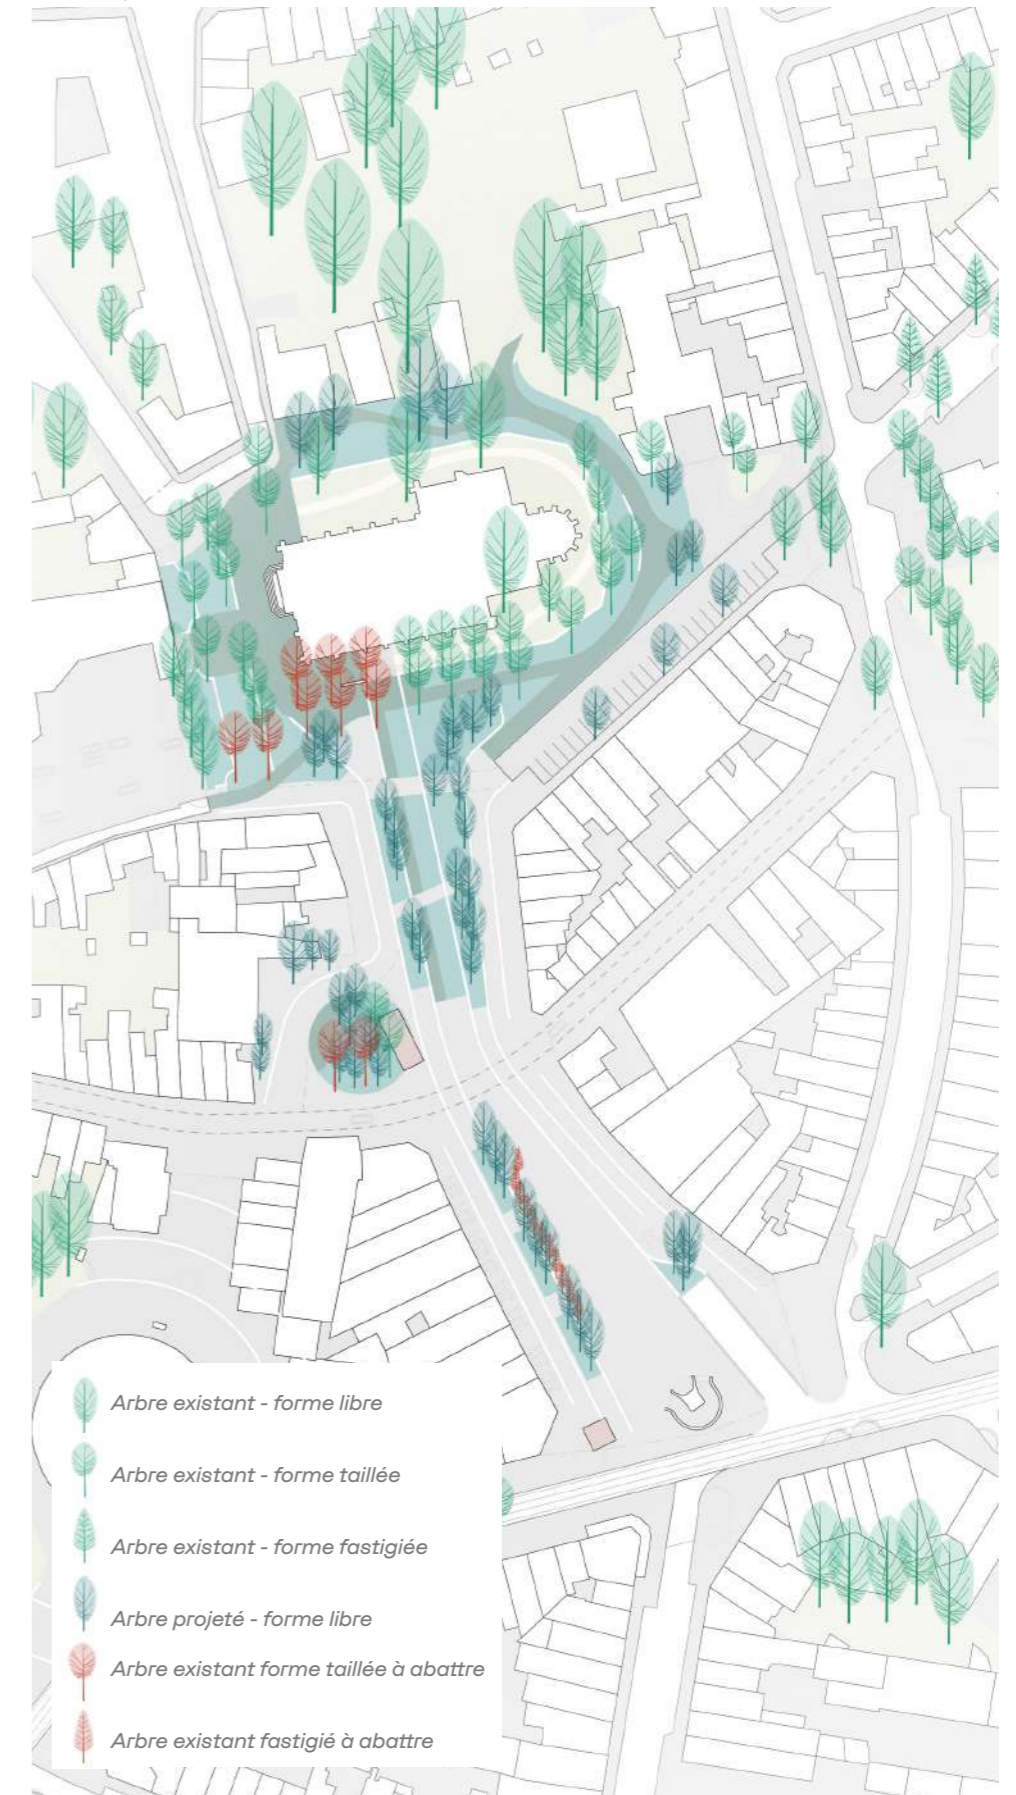 Arbre existant - forme libre
Arbre existant - forme taillée
Arbre existant - forme fastigiée
Arbre projeté - forme libre
Arbre existant forme taillée à abattre
Arbre existant fastigié à abattre